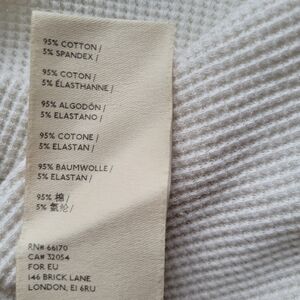 95% COTTON /
5% SPANDEX /
95% COTON /
5% ÉLASTHANNE /
95% ALGODÓN /
5% ELASTANO /
95% COTONE /
5% ELASTAN /
95% BAUMWOLLE /
5% ELASTAN /
95% 棉 /
5% 氨纶 /
RN# 66170
CA# 32054
FOR EU
146 BRICK LANE
LONDON, E1 6RU